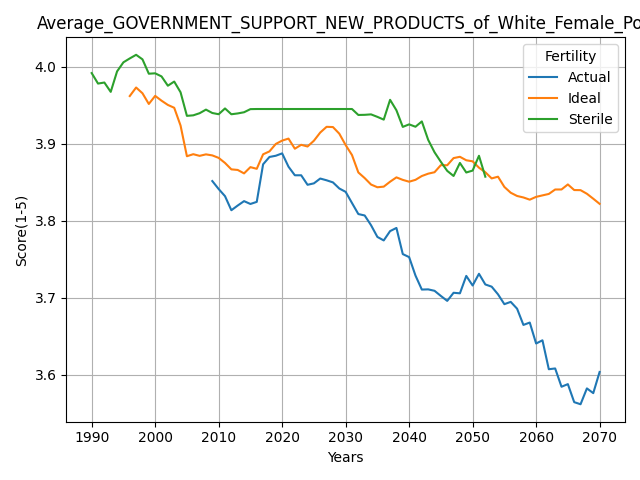 Average_GOVERNMENT_SUPPORT_NEW_PRODUCTS_of_White_Female_Po
Fertility
Actual
Ideal
Sterile
Score(1-5)
4.0
3.9
3.8
3.7
3.6
1990 2000 2010 2020 2030 2040 2050 2060 2070
Years